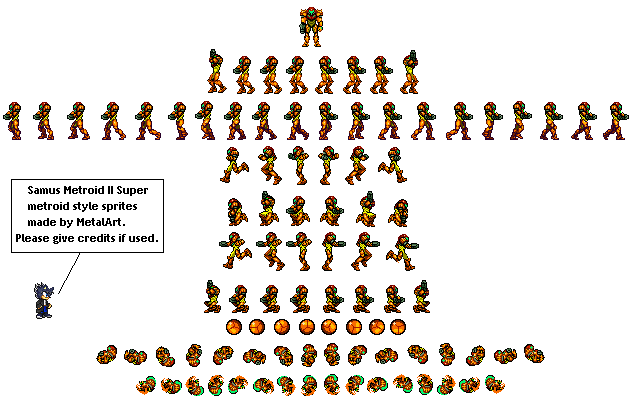 Samus Metroid II Super
metroid style sprites
made by MetalArt.
Please give credits if used.